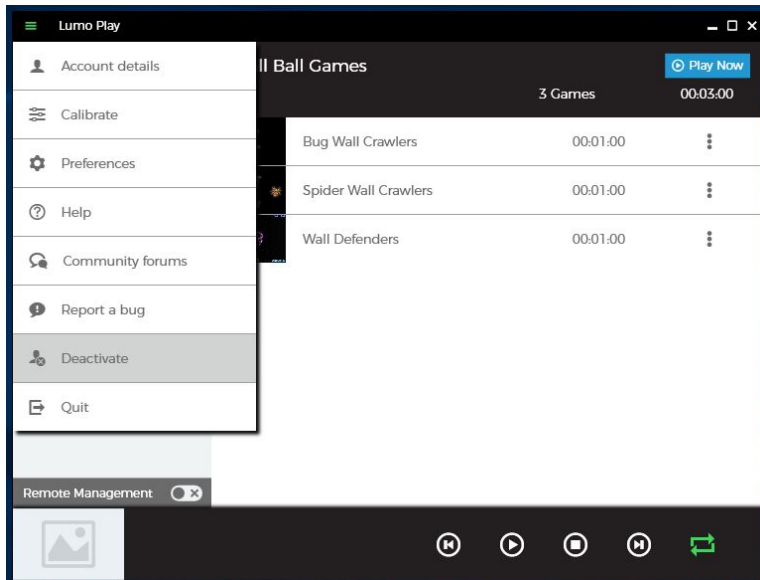 Lumo Play
Account details
Calibrate
Preferences
Help
Community forums
Report a bug
Deactivate
Quit
Remote Management
ll Ball Games
Play Now
3 Games 00:03:00
Bug Wall Crawlers 00:01:00
Spider Wall Crawlers 00:01:00
Wall Defenders 00:01:00